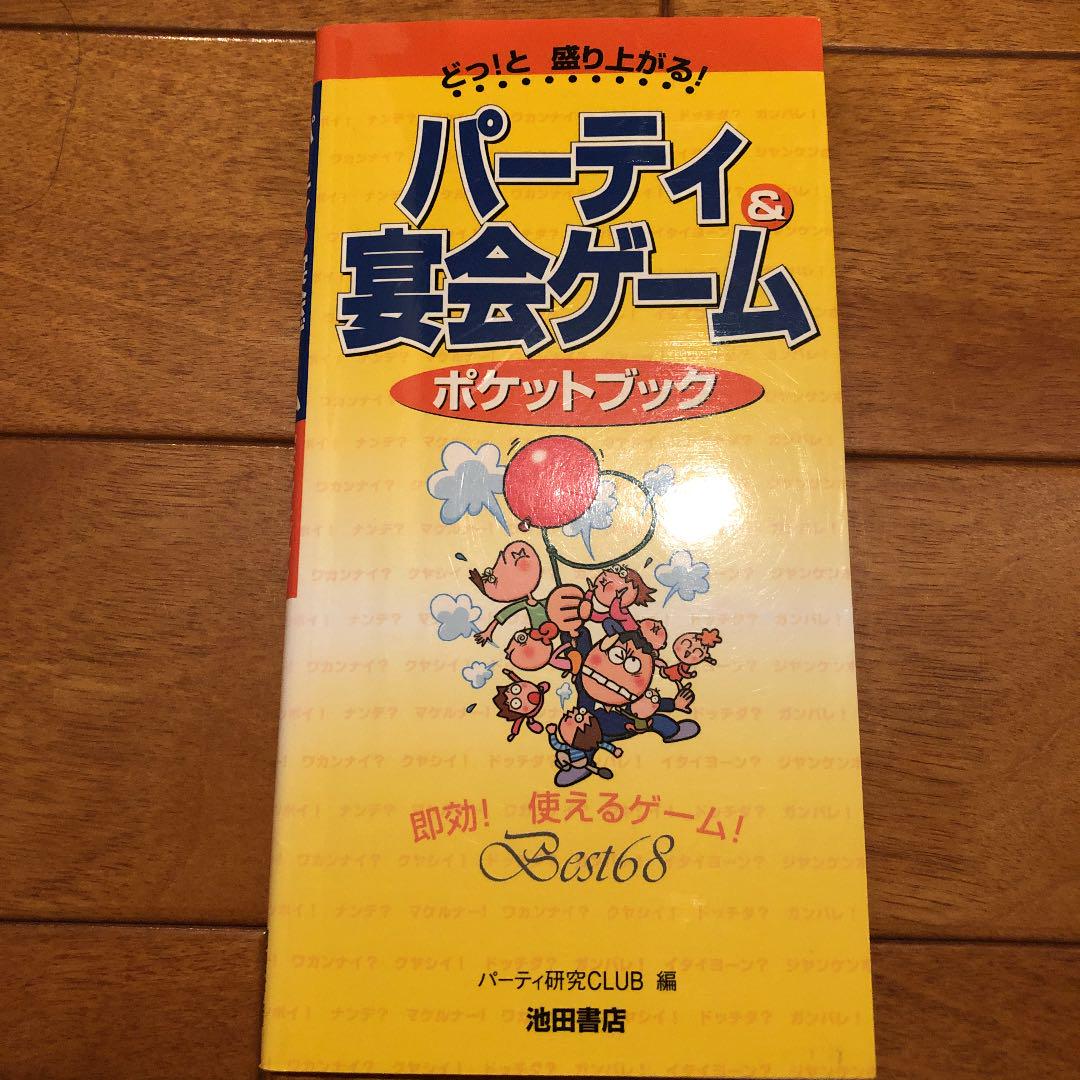 どっ!と 盛り上がる!
パーティ&
宴会ゲーム
ポケットブック
即効! 使えるゲーム!
Best68
パーティ研究CLUB 編
池田書店